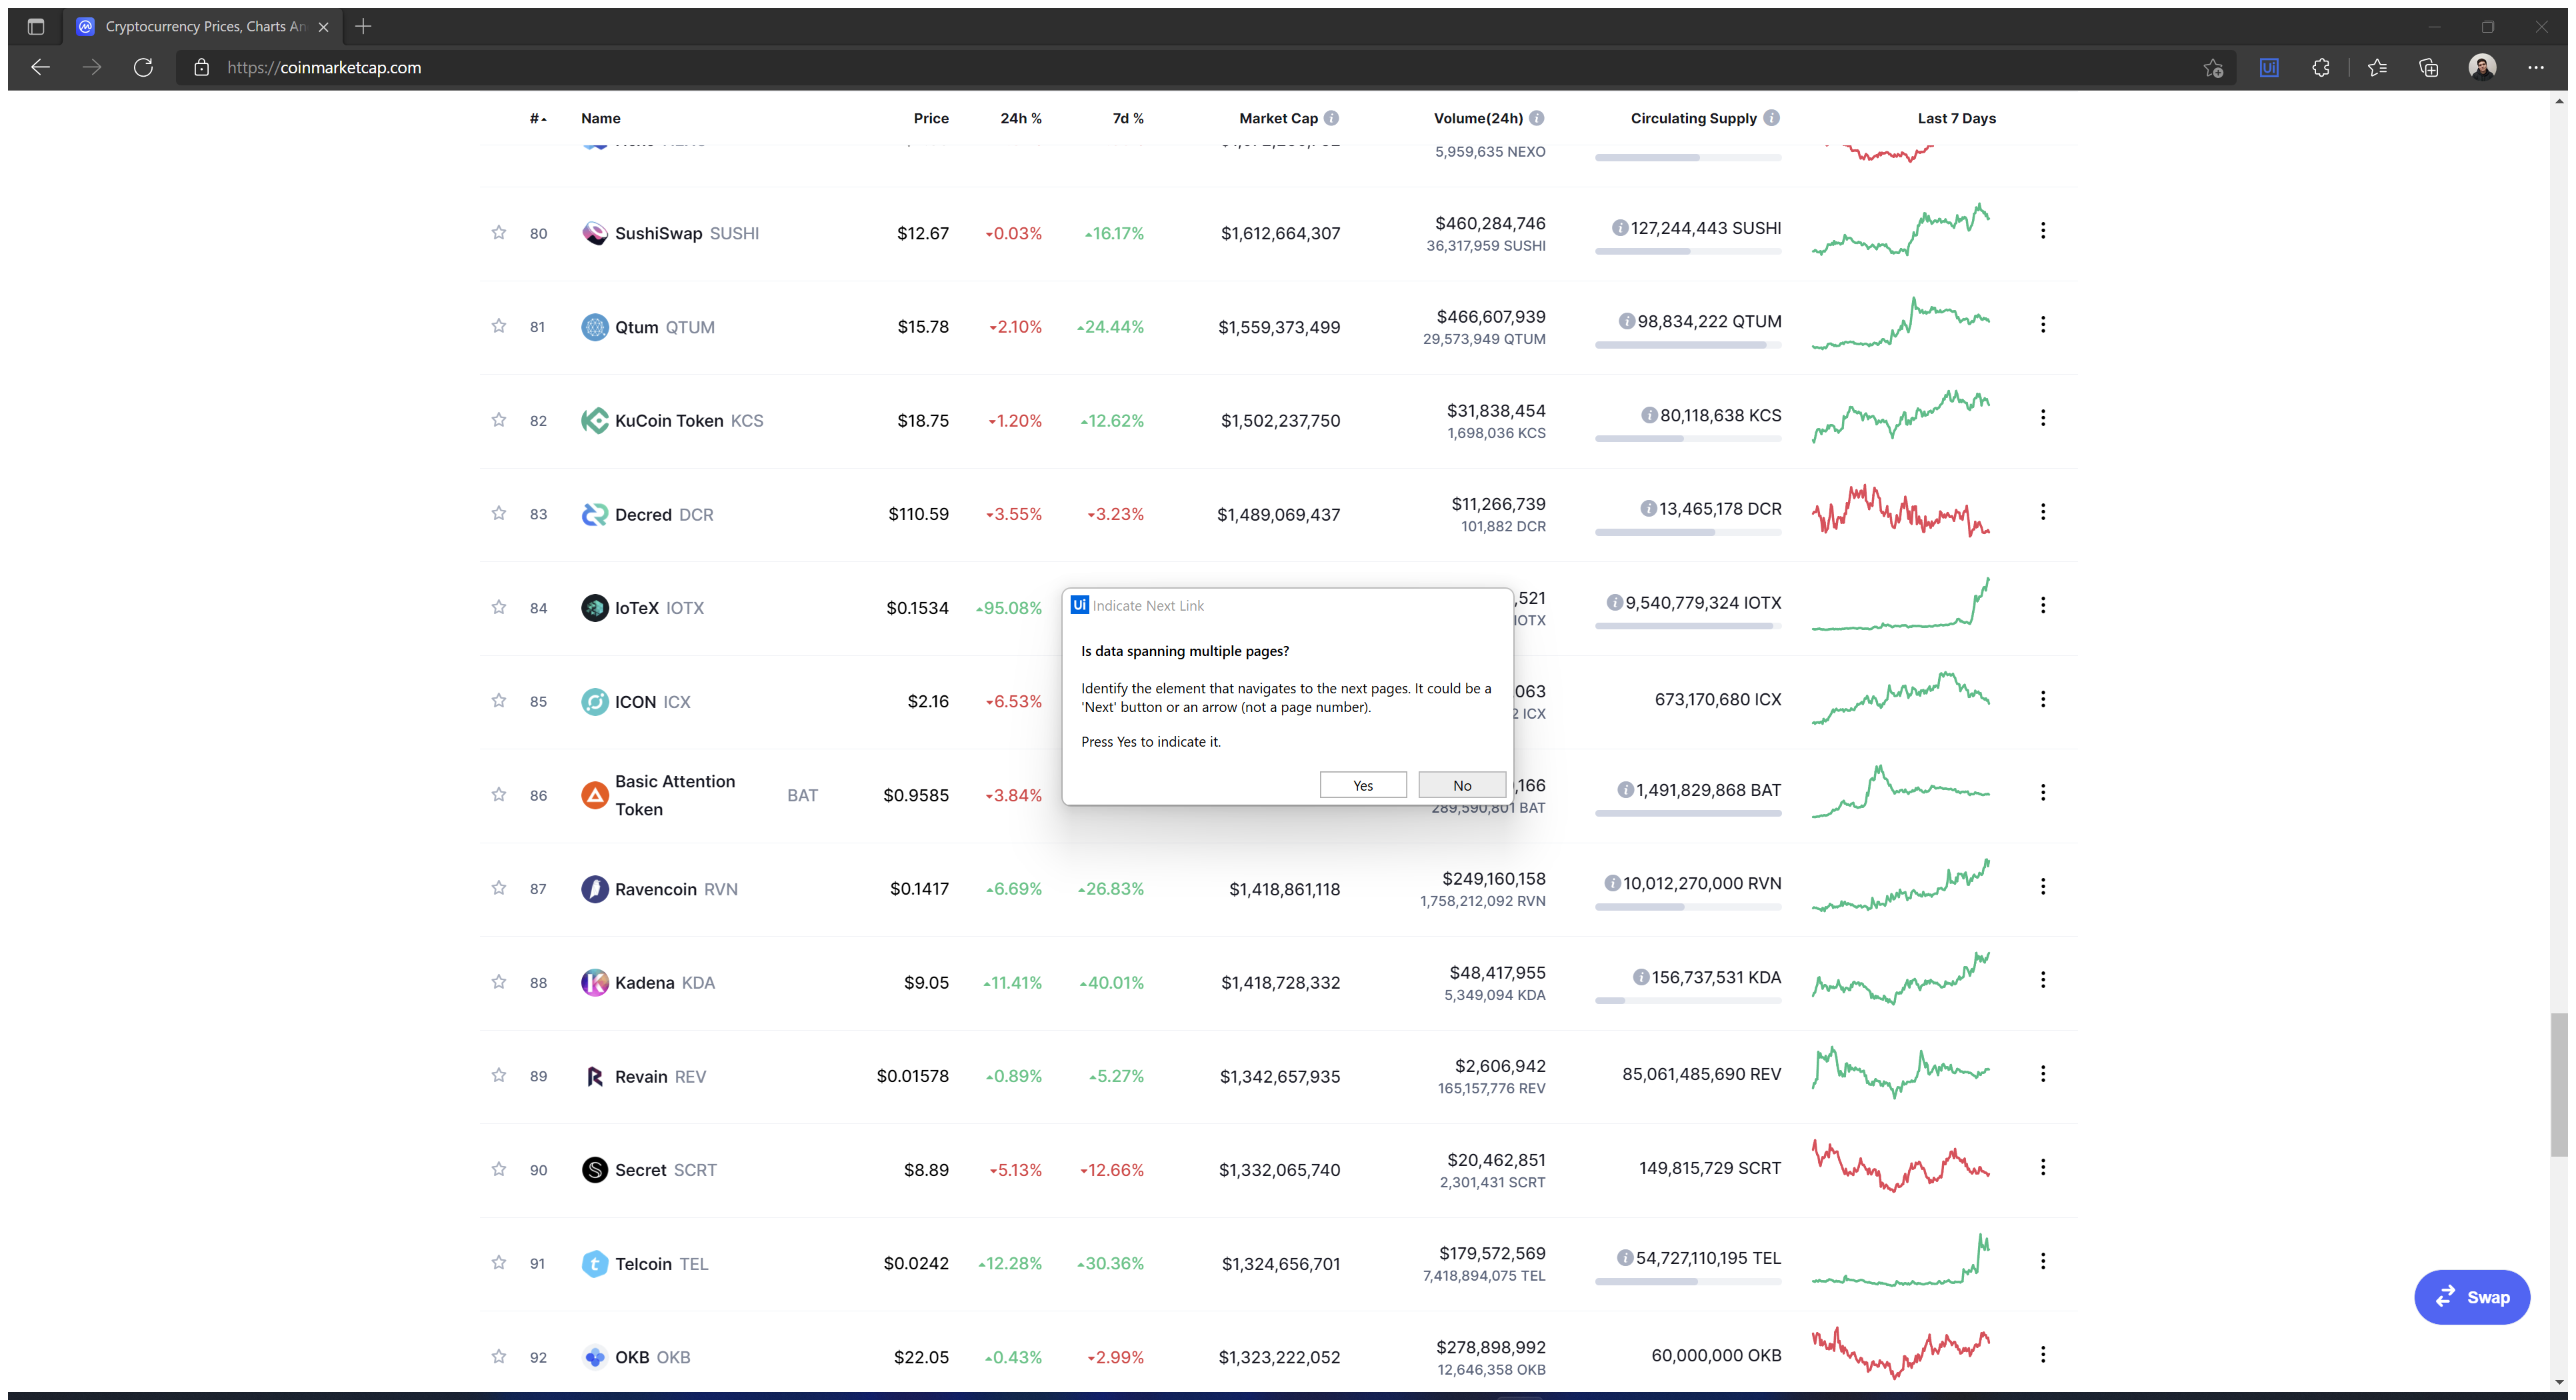 Cryptocurrency Prices, Charts An
https://coinmarketcap.com
Ui
# Name Price 24h % 7d % Market Cap Volume(24h) Circulating Supply Last 7 Days
5,959,635 NEXO
80 SushiSwap SUSHI $12.67 0.03% 16.17% $1,612,664,307 $460,284,746 127,244,443 SUSHI
36,317,959 SUSHI
81 Qtum QTUM $15.78 2.10% 24.44% $1,559,373,499 $466,607,939 98,834,222 QTUM
29,573,949 QTUM
82 KuCoin Token KCS $18.75 1.20% 12.62% $1,502,237,750 $31,838,454 80,118,638 KCS
1,698,036 KCS
83 Decred DCR $110.59 3.55% 3.23% $1,489,069,437 $11,266,739 13,465,178 DCR
101,882 DCR
84 IoTeX IOTX $0.1534 95.08% ,521 9,540,779,324 IOTX
IOTX
Ui Indicate Next Link
Is data spanning multiple pages?
Identify the element that navigates to the next pages. It could be a
'Next' button or an arrow (not a page number).
Press Yes to indicate it.
Yes No
85 ICON ICX $2.16 6.53% 063 673,170,680 ICX
2 ICX
86 Basic Attention Token BAT $0.9585 3.84% ,166 1,491,829,868 BAT
289,590,801 BAT
87 Ravencoin RVN $0.1417 6.69% 26.83% $1,418,861,118 $249,160,158 10,012,270,000 RVN
1,758,212,092 RVN
88 Kadena KDA $9.05 11.41% 40.01% $1,418,728,332 $48,417,955 156,737,531 KDA
5,349,094 KDA
89 Revain REV $0.01578 0.89% 5.27% $1,342,657,935 $2,606,942 85,061,485,690 REV
165,157,776 REV
90 Secret SCRT $8.89 5.13% 12.66% $1,332,065,740 $20,462,851 149,815,729 SCRT
2,301,431 SCRT
91 Telcoin TEL $0.0242 12.28% 30.36% $1,324,656,701 $179,572,569 54,727,110,195 TEL
7,418,894,075 TEL
Swap
92 OKB OKB $22.05 0.43% 2.99% $1,323,222,052 $278,898,992 60,000,000 OKB
12,646,358 OKB